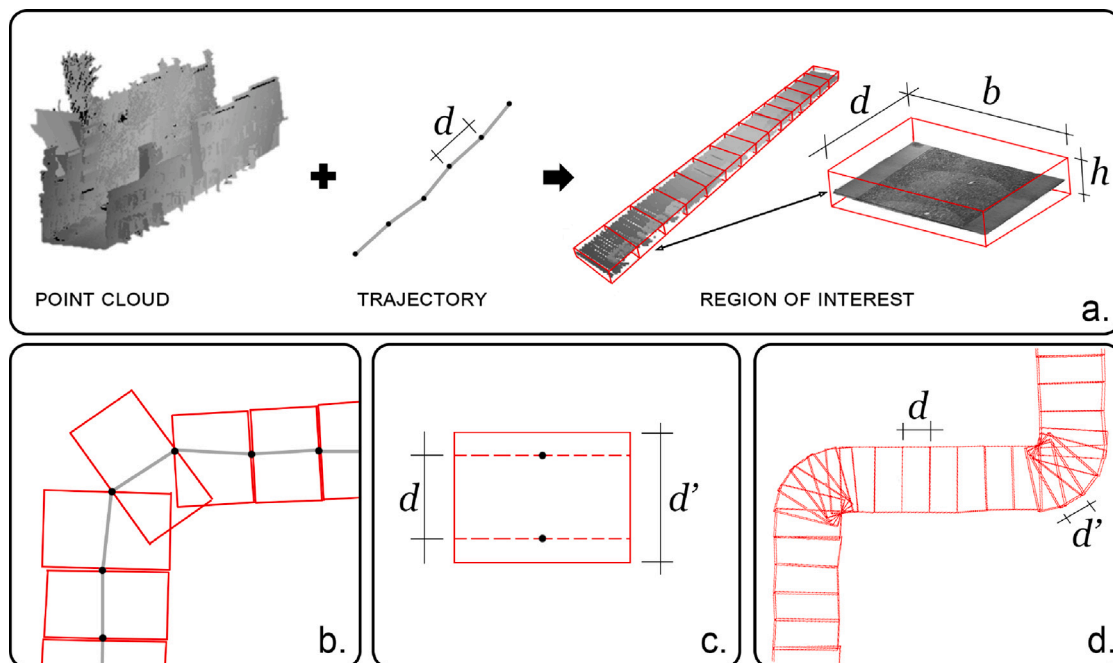 d
d
b
h
POINT CLOUD
TRAJECTORY
REGION OF INTEREST
a.
b.
d
d’
c.
d
d’
d.